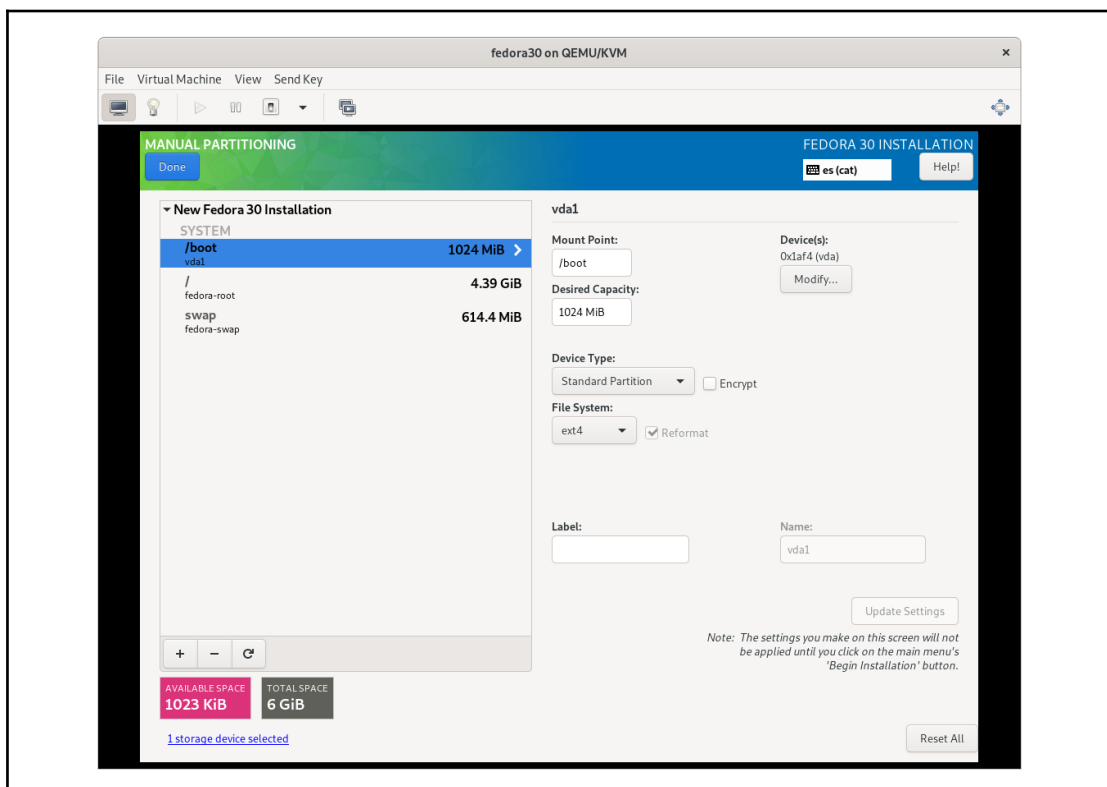 fedora30 on QEMU/KVM
×
File Virtual Machine View Send Key
MANUAL PARTITIONING
FEDORA 30 INSTALLATION
Done
es (cat)
Help!
New Fedora 30 Installation
SYSTEM
/boot
1024 MiB
vda1
/
4.39 GiB
fedora-root
swap
614.4 MiB
fedora-swap
+ −
AVAILABLE SPACE
1023 KiB
TOTAL SPACE
6 GiB
1 storage device selected
vda1
Mount Point:
/boot
Device(s):
0x1af4 (vda)
Modify...
Desired Capacity:
1024 MiB
Device Type:
Standard Partition
Encrypt
File System:
ext4
Reformat
Label:
Name:
vda1
Update Settings
Note: The settings you make on this screen will not
be applied until you click on the main menu's
'Begin Installation' button.
Reset All